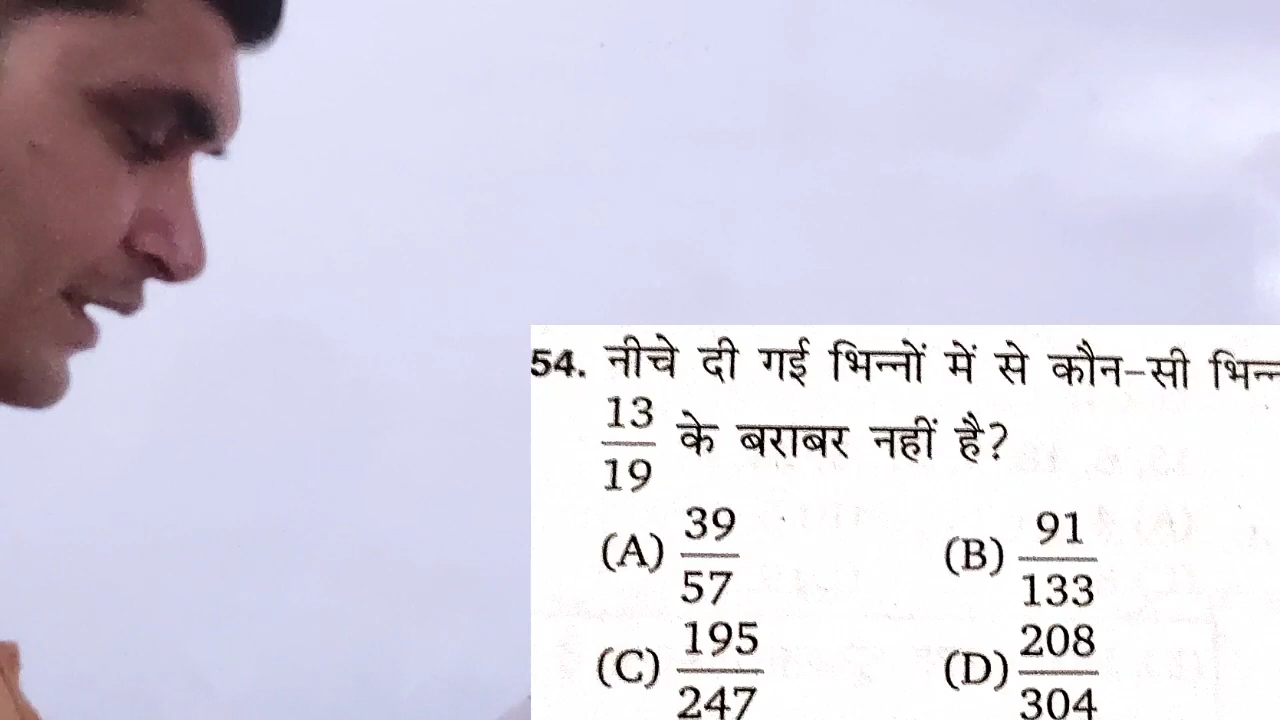 54. नीचे दी गई भिन्नों में से कौन-सी भिन्न
13/19 के बराबर नहीं है?
(A) 39/57 (B) 91/133
(C) 195/247 (D) 208/304